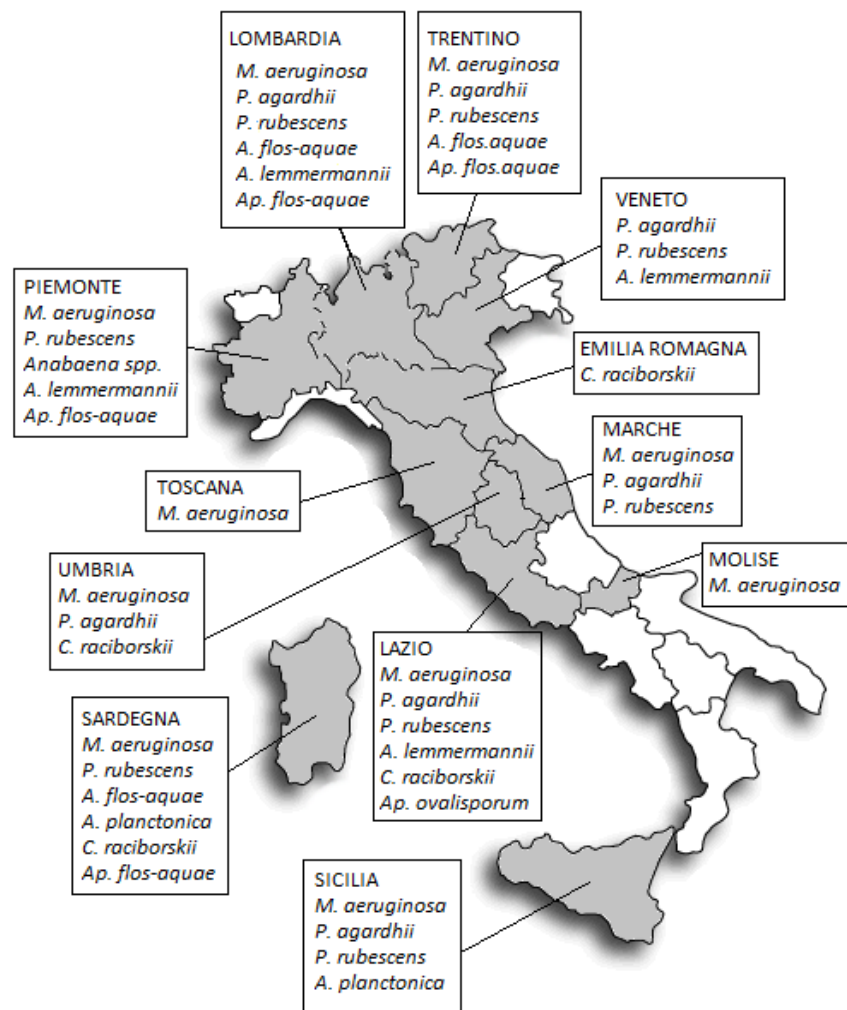 LOMBARDIA
M. aeruginosa
P. agardhii
P. rubescens
A. flos-aquae
A. lemmermannii
Ap. flos-aquae
TRENTINO
M. aeruginosa
P. agardhii
P. rubescens
A. flos.aquae
Ap. flos.aquae
VENETO
P. agardhii
P. rubescens
A. lemmermannii
PIEMONTE
M. aeruginosa
P. rubescens
Anabaena spp.
A. lemmermannii
Ap. flos-aquae
EMILIA ROMAGNA
C. raciborskii
MARCHE
M. aeruginosa
P. agardhii
P. rubescens
TOSCANA
M. aeruginosa
MOLISE
M. aeruginosa
UMBRIA
M. aeruginosa
P. agardhii
C. raciborskii
LAZIO
M. aeruginosa
P. agardhii
P. rubescens
A. lemmermannii
C. raciborskii
Ap. ovalisporum
SARDEGNA
M. aeruginosa
P. rubescens
A. flos-aquae
A. planctonica
C. raciborskii
Ap. flos-aquae
SICILIA
M. aeruginosa
P. agardhii
P. rubescens
A. planctonica